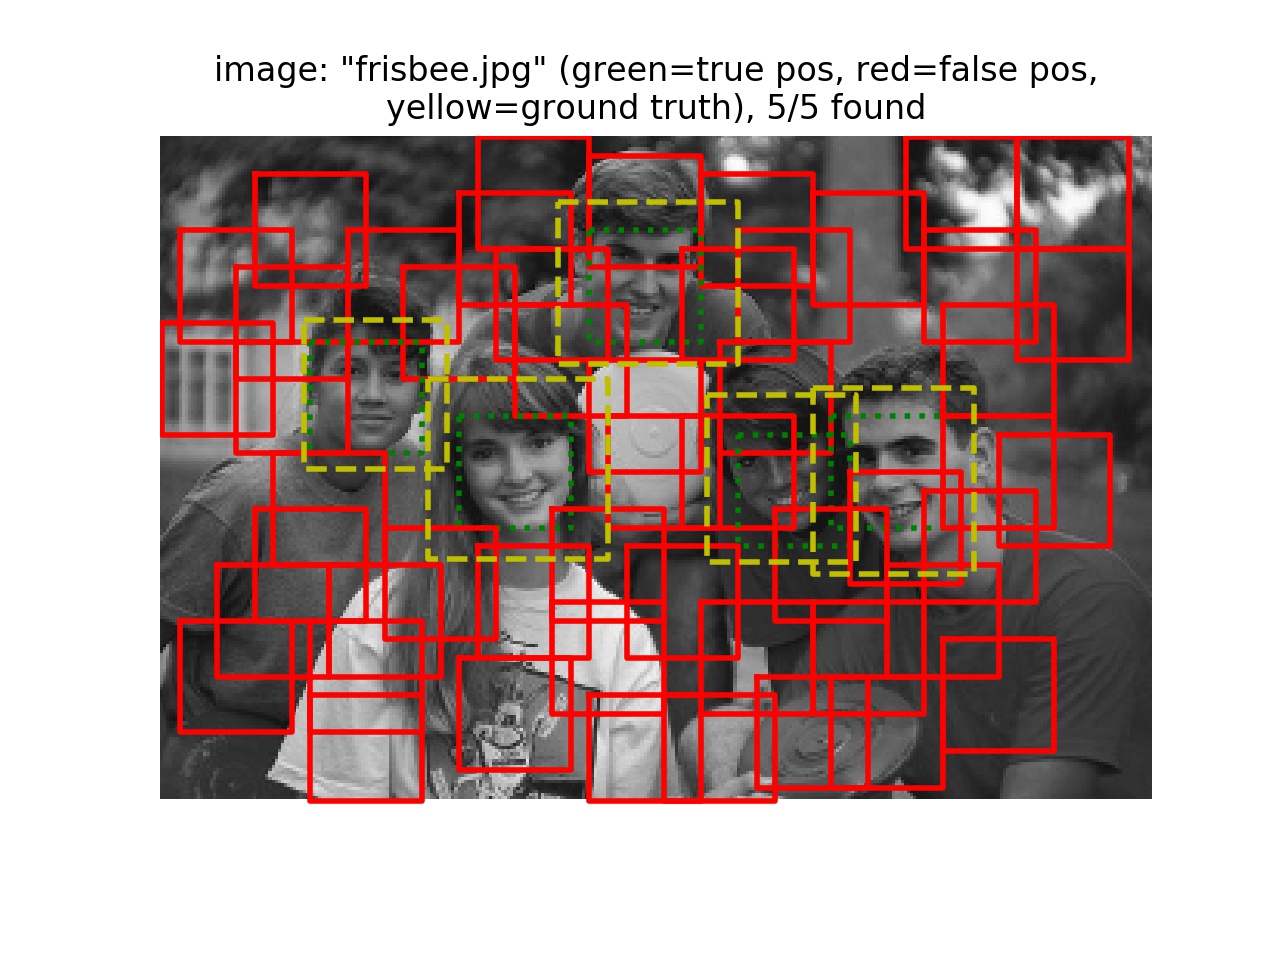 image: "frisbee.jpg" (green=true pos, red=false pos,
yellow=ground truth), 5/5 found